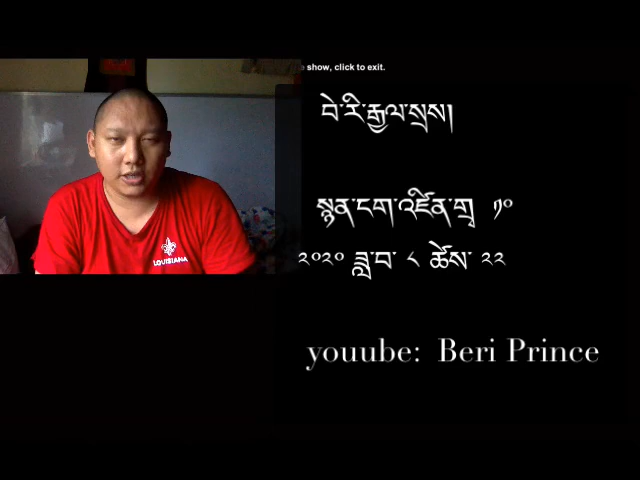 show, click to exit.
བེ་རི་རྒྱལ་སྲས།
སྙན་ངག་འཛིན་གྲྭ ༡༠
༢༠༢༠ ཟླ་བ་ ༨ ཚེས་ ༢༢
youube: Beri Prince
LOUISIANA